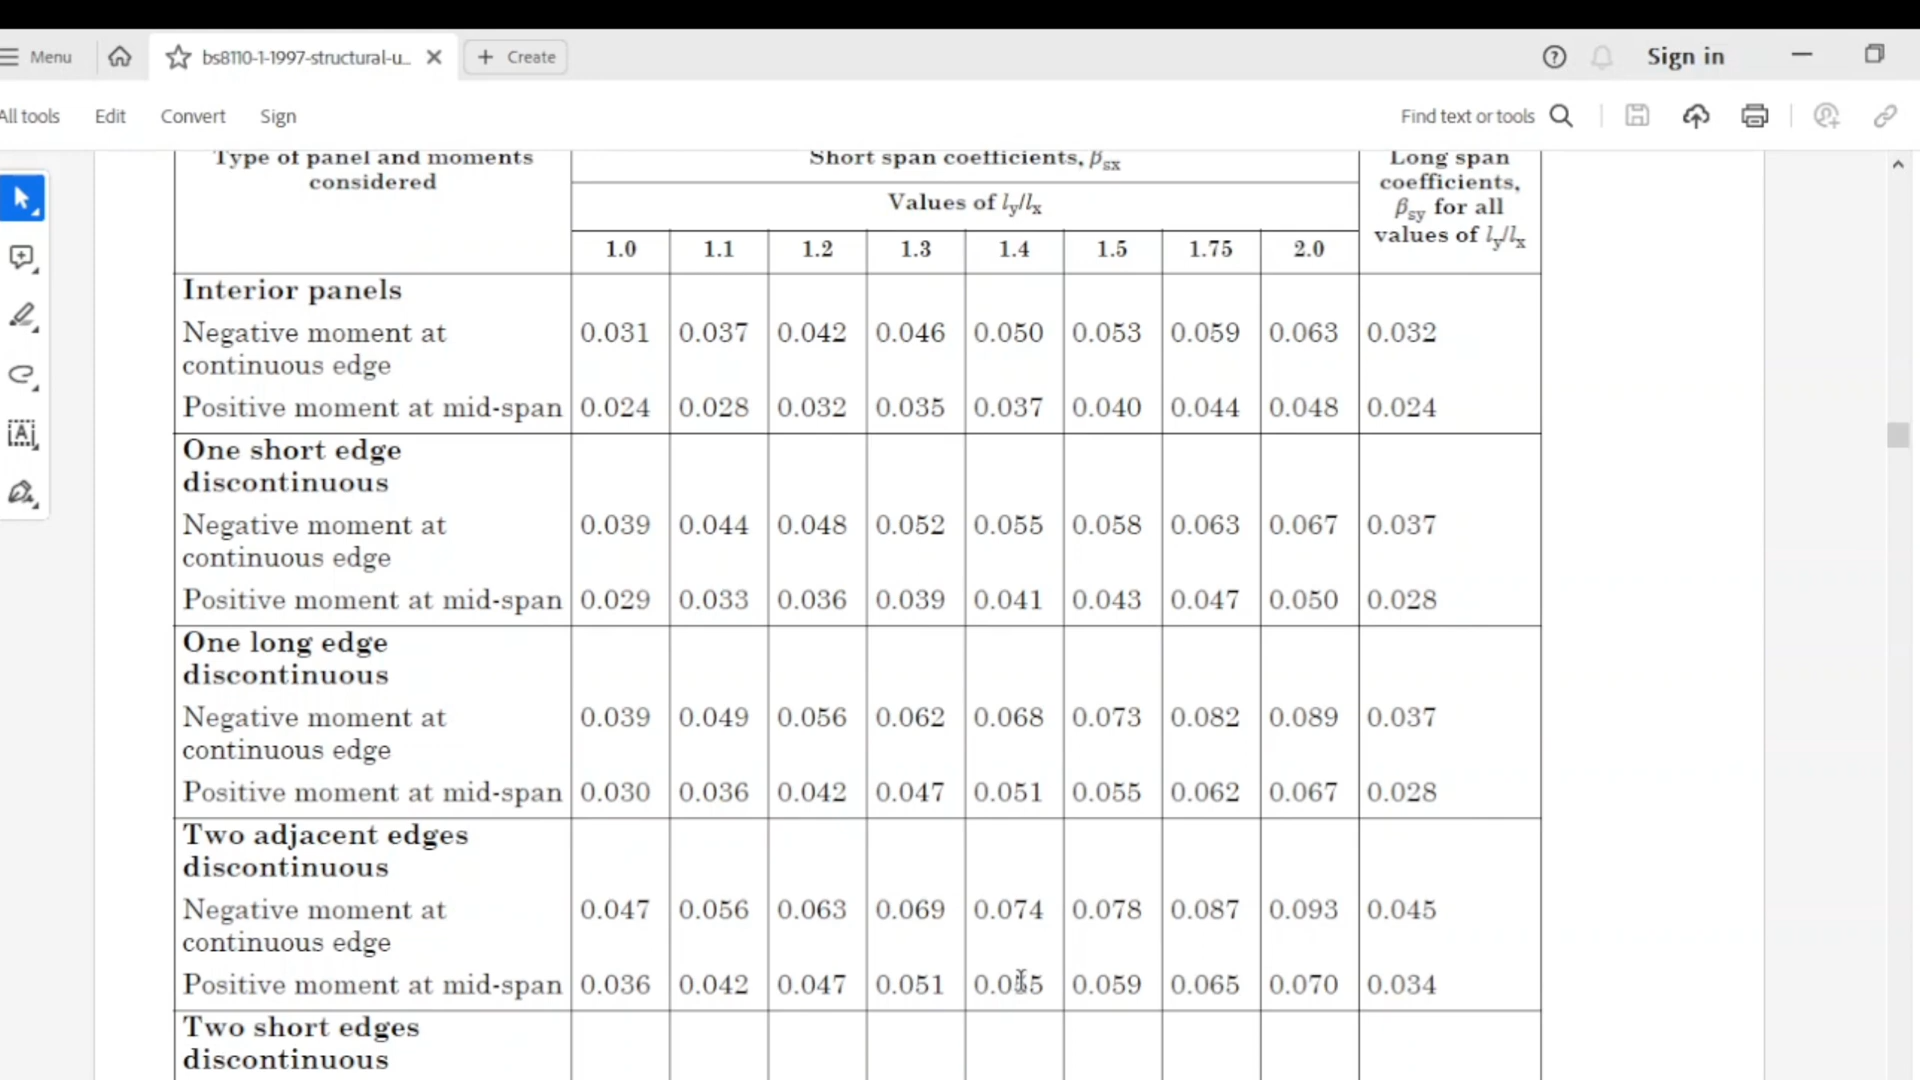 Menu
bs8110-1-1997-structural-u...
Create
Sign in
All tools Edit Convert Sign
Find text or tools
Type of panel and moments considered
Short span coefficients, βsx
Long span coefficients, βsy for all values of ly/lx
Values of ly/lx
1.0 1.1 1.2 1.3 1.4 1.5 1.75 2.0
Interior panels
Negative moment at
continuous edge
0.031 0.037 0.042 0.046 0.050 0.053 0.059 0.063 0.032
Positive moment at mid-span 0.024 0.028 0.032 0.035 0.037 0.040 0.044 0.048 0.024
One short edge
discontinuous
Negative moment at
continuous edge
0.039 0.044 0.048 0.052 0.055 0.058 0.063 0.067 0.037
Positive moment at mid-span 0.029 0.033 0.036 0.039 0.041 0.043 0.047 0.050 0.028
One long edge
discontinuous
Negative moment at
continuous edge
0.039 0.049 0.056 0.062 0.068 0.073 0.082 0.089 0.037
Positive moment at mid-span 0.030 0.036 0.042 0.047 0.051 0.055 0.062 0.067 0.028
Two adjacent edges
discontinuous
Negative moment at
continuous edge
0.047 0.056 0.063 0.069 0.074 0.078 0.087 0.093 0.045
Positive moment at mid-span 0.036 0.042 0.047 0.051 0.055 0.059 0.065 0.070 0.034
Two short edges
discontinuous